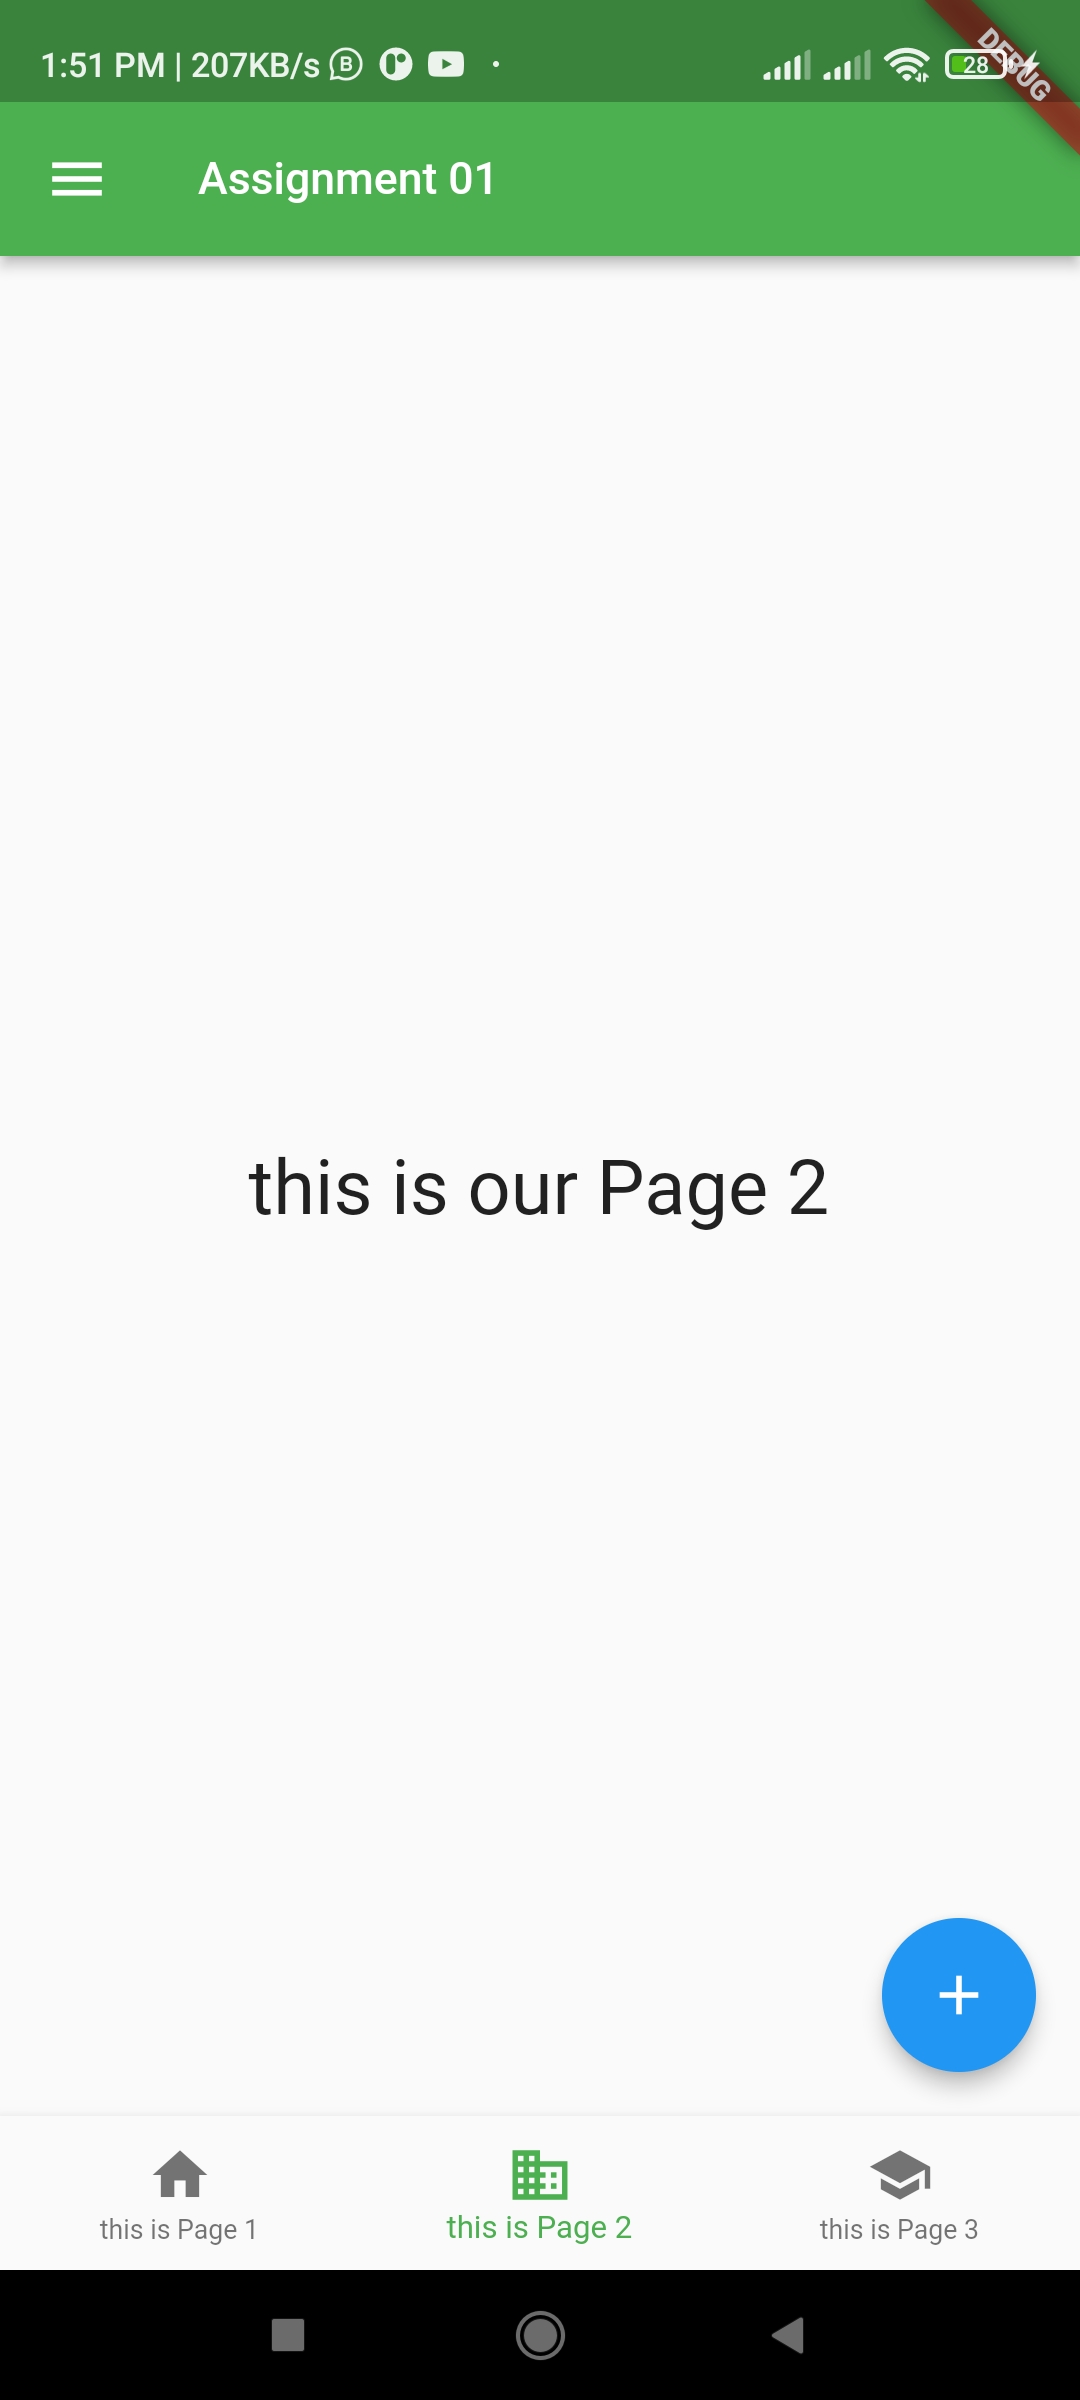 1:51 PM | 207KB/s
28
DEBUG
Assignment 01
this is our Page 2
this is Page 1
this is Page 2
this is Page 3